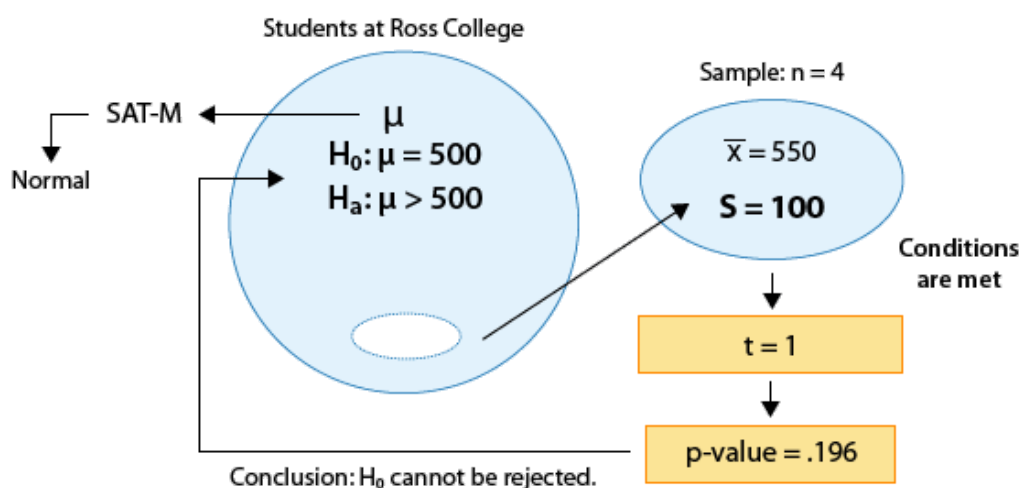 Students at Ross College
Sample: n = 4
SAT-M
μ
Normal
H₀: μ = 500
Hₐ: μ > 500
x̅ = 550
S = 100
Conditions
are met
t = 1
p-value = .196
Conclusion: H₀ cannot be rejected.